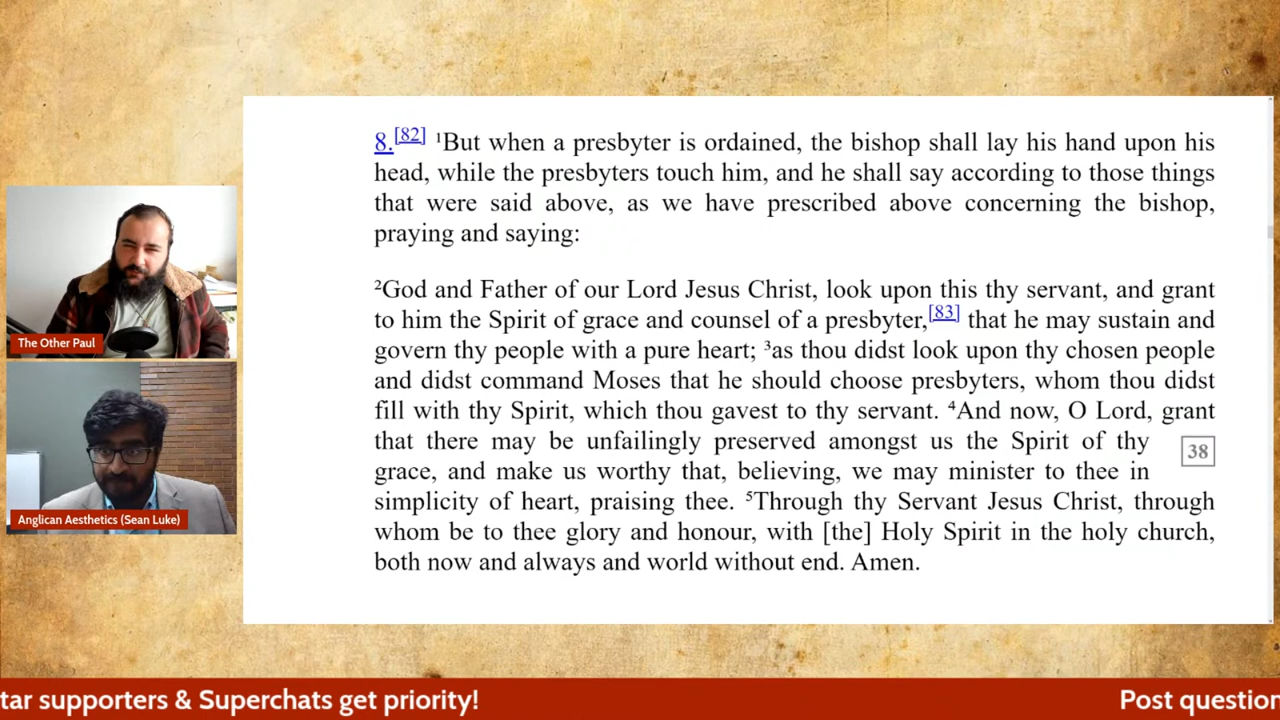 8.[82] ¹But when a presbyter is ordained, the bishop shall lay his hand upon his
head, while the presbyters touch him, and he shall say according to those things
that were said above, as we have prescribed above concerning the bishop,
praying and saying:
²God and Father of our Lord Jesus Christ, look upon this thy servant, and grant
to him the Spirit of grace and counsel of a presbyter,[83] that he may sustain and
govern thy people with a pure heart; ³as thou didst look upon thy chosen people
and didst command Moses that he should choose presbyters, whom thou didst
fill with thy Spirit, which thou gavest to thy servant. ⁴And now, O Lord, grant
that there may be unfailingly preserved amongst us the Spirit of thy
38
grace, and make us worthy that, believing, we may minister to thee in
simplicity of heart, praising thee. ⁵Through thy Servant Jesus Christ, through
whom be to thee glory and honour, with [the] Holy Spirit in the holy church,
both now and always and world without end. Amen.
The Other Paul
Anglican Aesthetics (Sean Luke)
tar supporters & Superchats get priority!
Post question